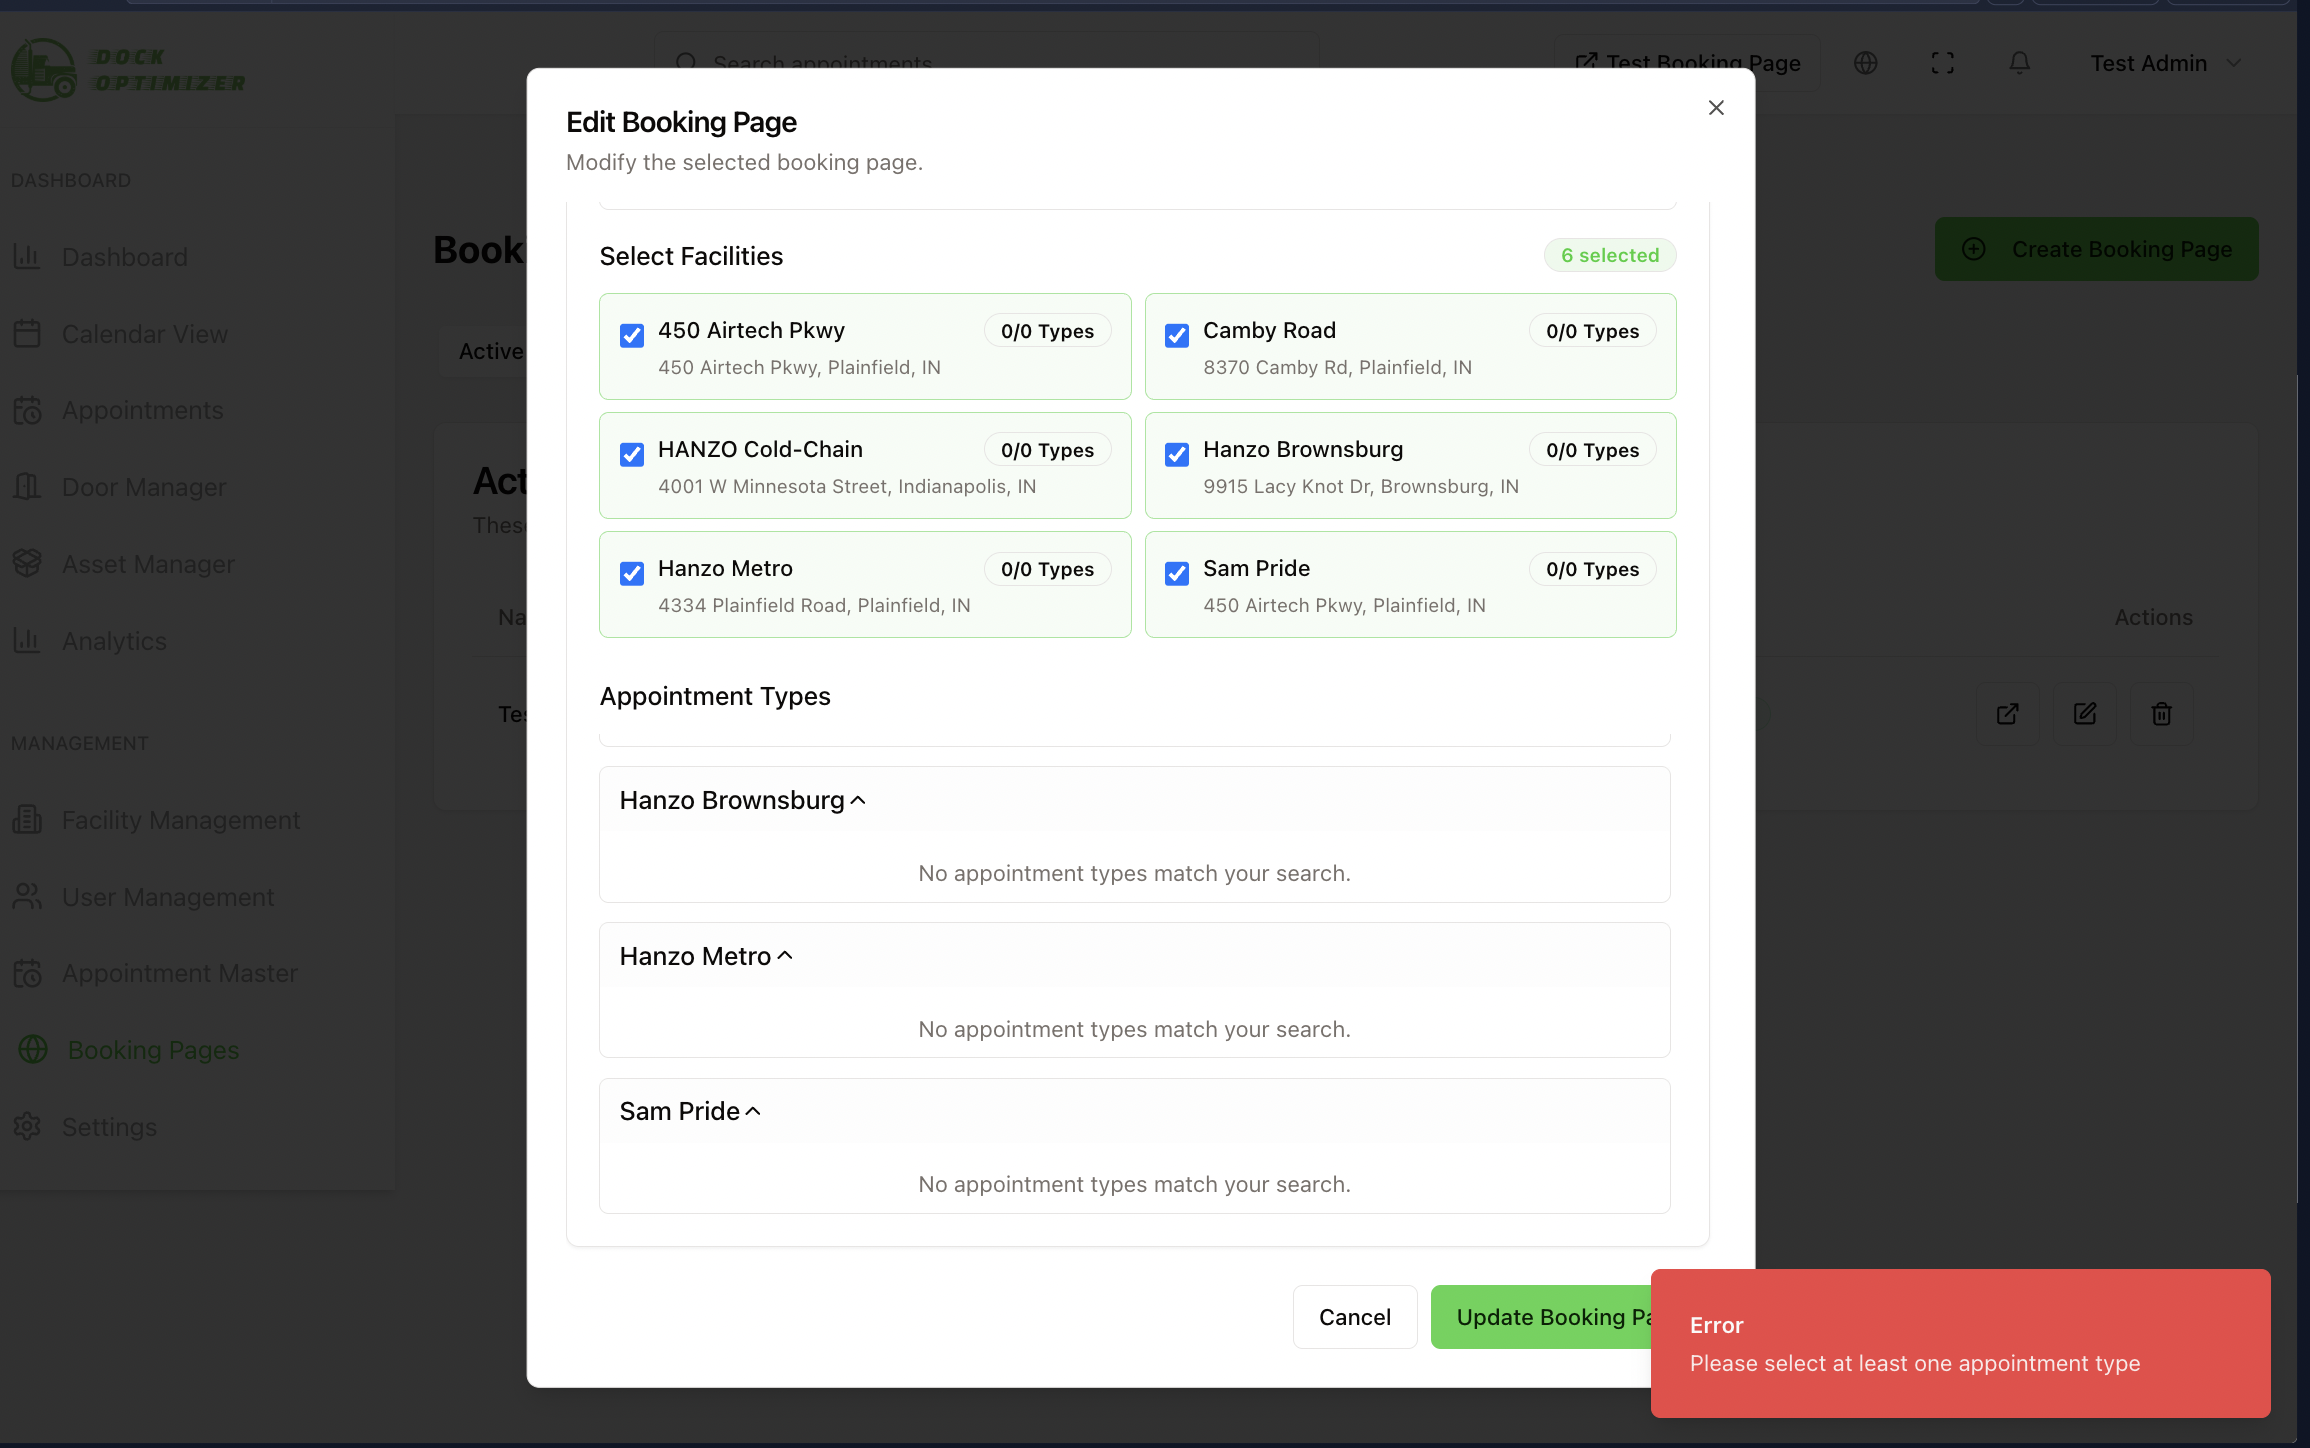 DOCK
OPTIMIZER
Search appointments
Test Booking Page
Test Admin
DASHBOARD
Dashboard
Calendar View
Appointments
Door Manager
Asset Manager
Analytics
MANAGEMENT
Facility Management
User Management
Appointment Master
Booking Pages
Settings
Create Booking Page
Active
Actions
Edit Booking Page
Modify the selected booking page.
Select Facilities
6 selected
450 Airtech Pkwy
0/0 Types
450 Airtech Pkwy, Plainfield, IN
Camby Road
0/0 Types
8370 Camby Rd, Plainfield, IN
HANZO Cold-Chain
0/0 Types
4001 W Minnesota Street, Indianapolis, IN
Hanzo Brownsburg
0/0 Types
9915 Lacy Knot Dr, Brownsburg, IN
Hanzo Metro
0/0 Types
4334 Plainfield Road, Plainfield, IN
Sam Pride
0/0 Types
450 Airtech Pkwy, Plainfield, IN
Appointment Types
Hanzo Brownsburg
No appointment types match your search.
Hanzo Metro
No appointment types match your search.
Sam Pride
No appointment types match your search.
Cancel
Update Booking
Error
Please select at least one appointment type